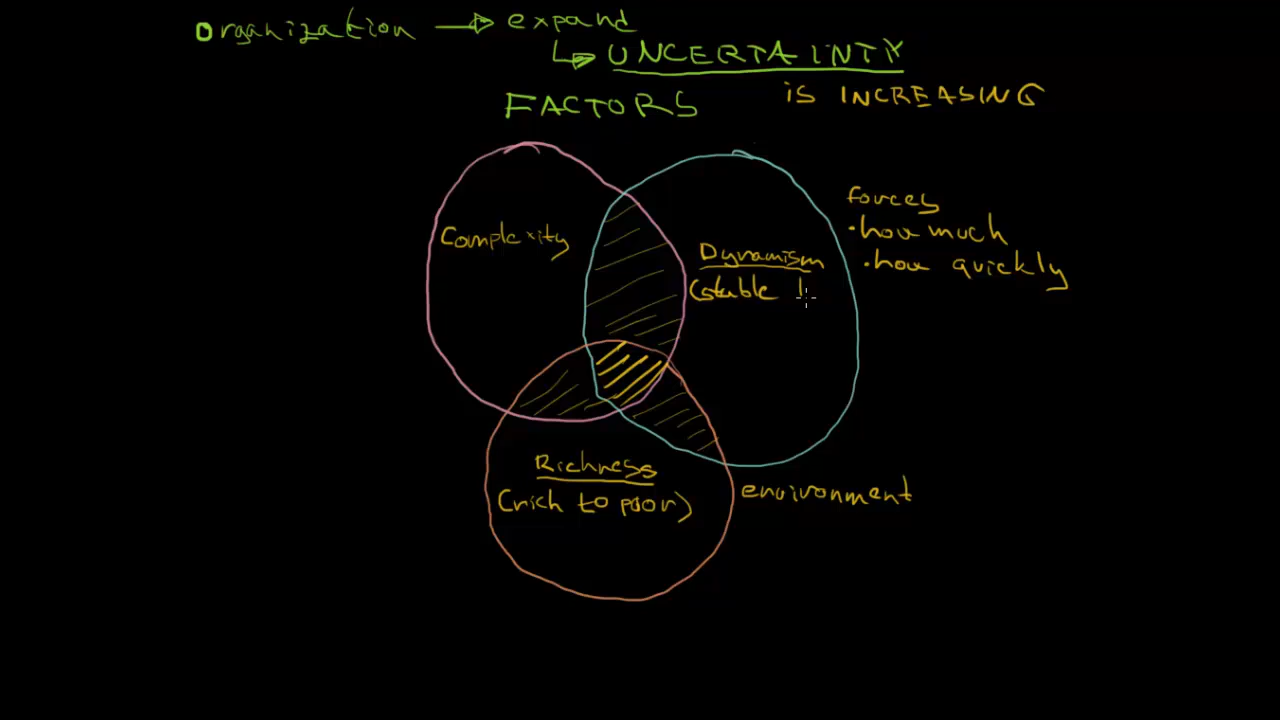 Organization → expand
↳ UNCERTAINTY
is INCREASING
FACTORS
forces
• how much
• how quickly
Complexity
Dynamism
(stable
Richness
(rich to poor)
environment